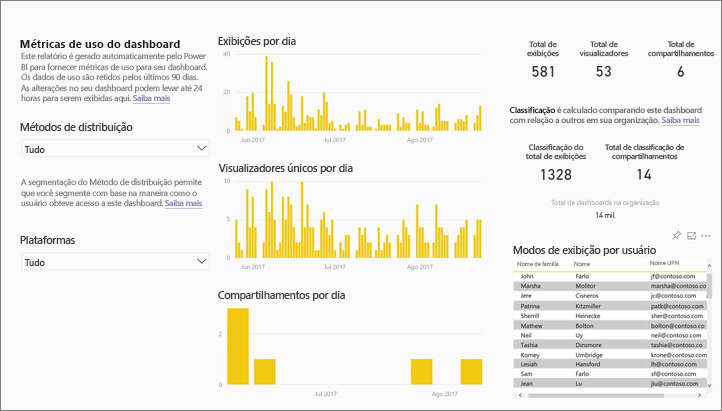 Métricas de uso do dashboard
Este relatório é gerado automaticamente pelo Power
BI para fornecer métricas de uso para seu dashboard.
Os dados de uso são retidos pelos últimos 90 dias.
As alterações no seu dashboard podem levar até 24
horas para serem exibidas aqui. Saiba mais
Métodos de distribuição
Tudo
A segmentação do Método de distribuição permite
que você segmente com base na maneira como o
usuário obteve acesso a este dashboard. Saiba mais
Plataformas
Tudo
Exibições por dia
40
20
0
Jun 2017 Jul 2017 Ago 2017
Visualizadores únicos por dia
10
5
0
Jun 2017 Jul 2017 Ago 2017
Compartilhamentos por dia
2
0
Jul 2017 Ago 2017
Total de
exibições
581
Total de
visualizadores
53
Total de
compartilhamentos
6
Classificação é calculado comparando este dashboard
com relação a outros em sua organização. Saiba mais
Classificação do
total de exibições
1328
Total de classificação de
compartilhamentos
14
Total de dashboards na organização
14 mil
Modos de exibição por usuário
Nome de família Nome Nome UPN
John Farlo jf@contoso.com
Marsha Molitor marsha@contoso.co
Jere Cisneros jc@contoso.com
Patrina Kitzmiller patk@contoso.com
Sherrill Heinecke sher@contoso.com
Mathew Bolton bolton@contoso.co
Neil Uy neil@contoso.com
Tashia Dinsmore tashia@contoso.co
Korney Umbridge krone@contoso.com
Lesiah Hansford lh@contoso.com
Sam Farlo sf@contoso.com
Jean Lu jlu@contoso.com